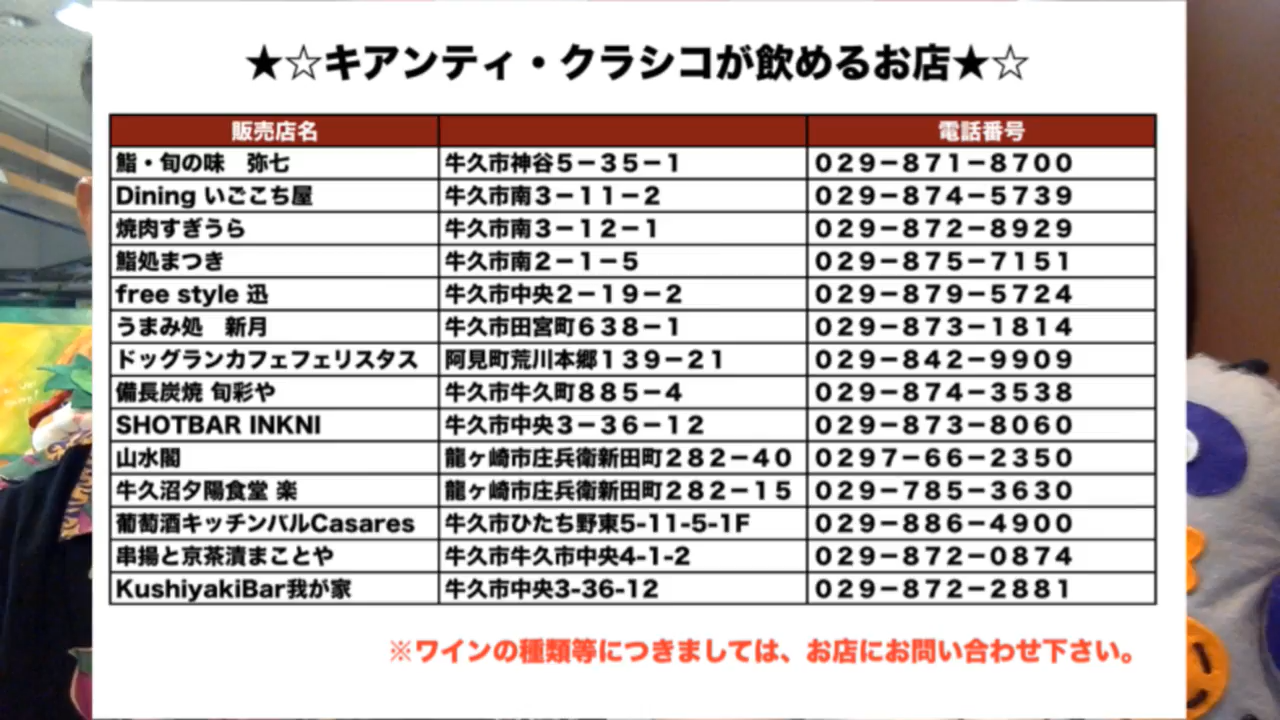 ★☆キアンティ・クラシコが飲めるお店★☆
販売店名 電話番号
鮨・旬の味　弥七 牛久市神谷５－３５－１ ０２９－８７１－８７００
Dining いごこち屋 牛久市南３－１１－２ ０２９－８７４－５７３９
焼肉すぎうら 牛久市南３－１２－１ ０２９－８７２－８９２９
鮨処まつき 牛久市南２－１－５ ０２９－８７５－７１５１
free style 迅 牛久市中央２－１９－２ ０２９－８７９－５７２４
うまみ処　新月 牛久市田宮町６３８－１ ０２９－８７３－１８１４
ドッグランカフェフェリスタス 阿見町荒川本郷１３９－２１ ０２９－８４２－９９０９
備長炭焼 旬彩や 牛久市牛久町８８５－４ ０２９－８７４－３５３８
SHOTBAR INKNI 牛久市中央３－３６－１２ ０２９－８７３－８０６０
山水閣 龍ヶ崎市庄兵衛新田町２８２－４０ ０２９７－６６－２３５０
牛久沼夕陽食堂 楽 龍ヶ崎市庄兵衛新田町２８２－１５ ０２９－７８５－３６３０
葡萄酒キッチンバルCasares 牛久市ひたち野東5-11-5-1F ０２９－８８６－４９００
串揚と京茶漬まことや 牛久市牛久市中央4-1-2 ０２９－８７２－０８７４
KushiyakiBar我が家 牛久市中央3-36-12 ０２９－８７２－２８８１
※ワインの種類等につきましては、お店にお問い合わせ下さい。